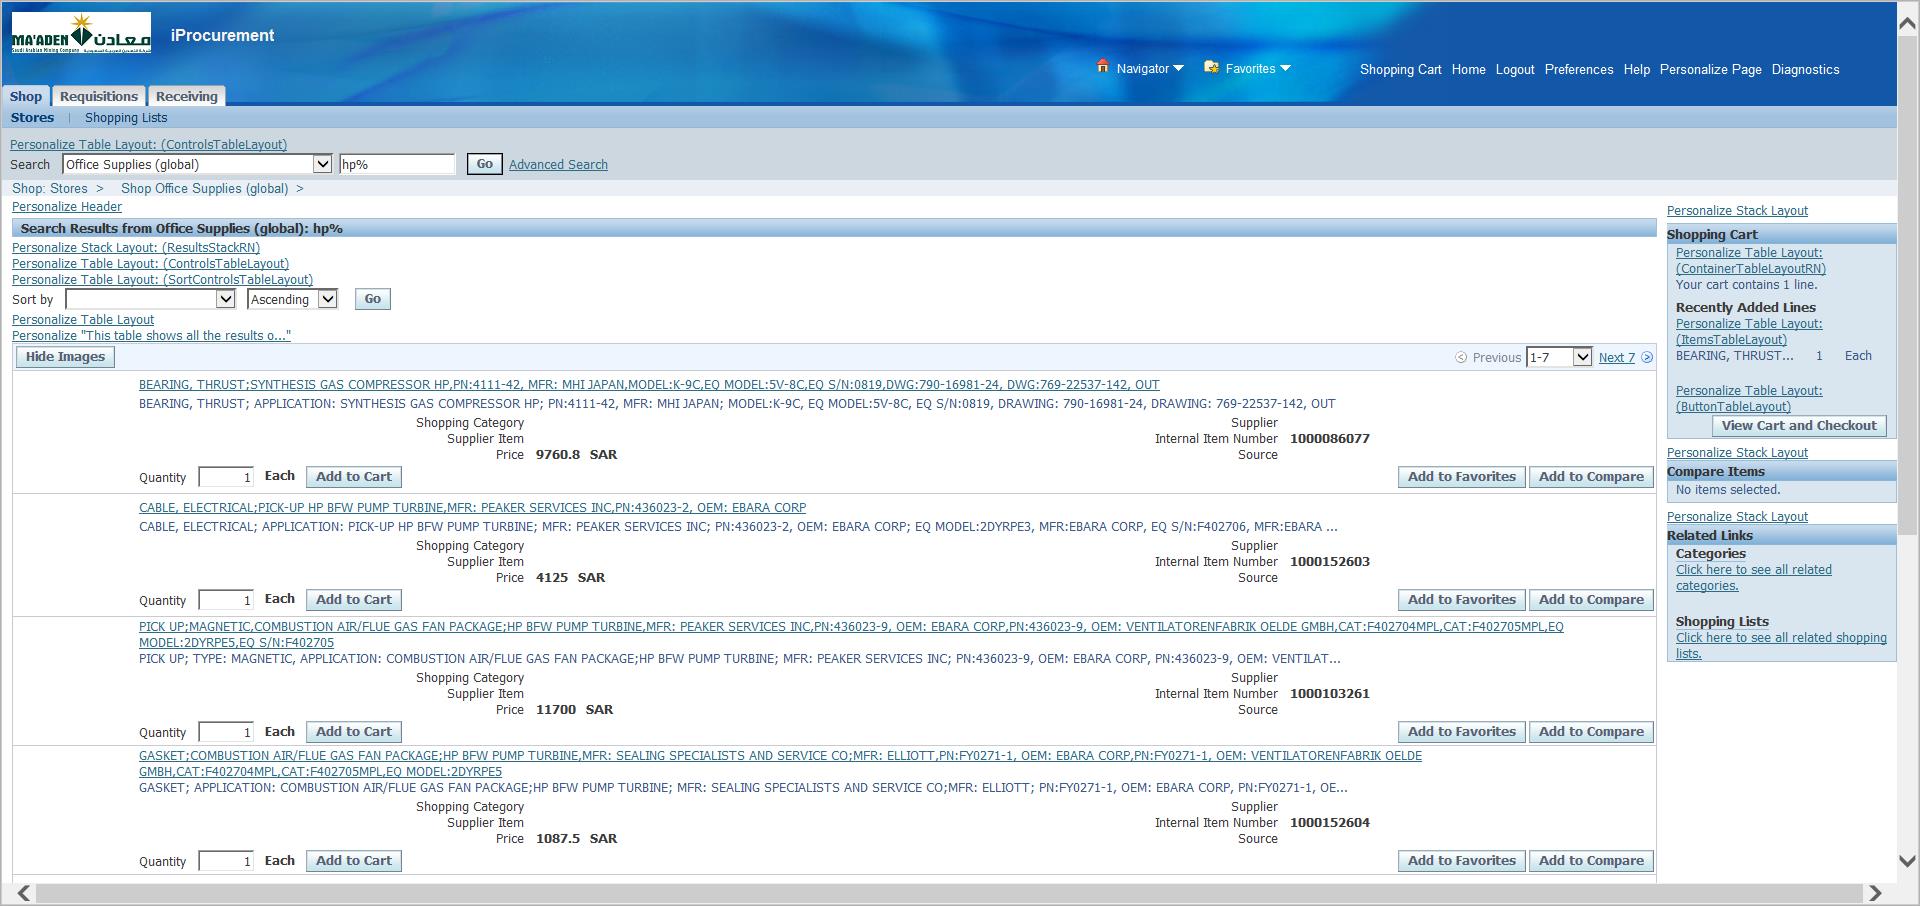 MA'ADEN معادن
Saudi Arabian Mining Company
iProcurement
Navigator
Favorites
Shopping Cart Home Logout Preferences Help Personalize Page Diagnostics
Shop Requisitions Receiving
Stores | Shopping Lists
Personalize Table Layout: (ControlsTableLayout)
Search Office Supplies (global) hp% Go Advanced Search
Shop: Stores > Shop Office Supplies (global) >
Personalize Header
Search Results from Office Supplies (global): hp%
Personalize Stack Layout: (ResultsStackRN)
Personalize Table Layout: (ControlsTableLayout)
Personalize Table Layout: (SortControlsTableLayout)
Sort by Ascending Go
Personalize Table Layout
Personalize "This table shows all the results o..."
Hide Images Previous 1-7 Next 7
BEARING, THRUST;SYNTHESIS GAS COMPRESSOR HP,PN:4111-42, MFR: MHI JAPAN,MODEL:K-9C,EQ MODEL:5V-8C,EQ S/N:0819,DWG:790-16981-24, DWG:769-22537-142, OUT
BEARING, THRUST; APPLICATION: SYNTHESIS GAS COMPRESSOR HP; PN:4111-42, MFR: MHI JAPAN; MODEL:K-9C, EQ MODEL:5V-8C, EQ S/N:0819, DRAWING: 790-16981-24, DRAWING: 769-22537-142, OUT
Shopping Category Supplier
Supplier Item Internal Item Number 1000086077
Price 9760.8 SAR Source
Quantity 1 Each Add to Cart Add to Favorites Add to Compare
CABLE, ELECTRICAL;PICK-UP HP BFW PUMP TURBINE,MFR: PEAKER SERVICES INC,PN:436023-2, OEM: EBARA CORP
CABLE, ELECTRICAL; APPLICATION: PICK-UP HP BFW PUMP TURBINE; MFR: PEAKER SERVICES INC; PN:436023-2, OEM: EBARA CORP; EQ MODEL:2DYRPE3, MFR:EBARA CORP, EQ S/N:F402706, MFR:EBARA ...
Shopping Category Supplier
Supplier Item Internal Item Number 1000152603
Price 4125 SAR Source
Quantity 1 Each Add to Cart Add to Favorites Add to Compare
PICK UP;MAGNETIC,COMBUSTION AIR/FLUE GAS FAN PACKAGE;HP BFW PUMP TURBINE,MFR: PEAKER SERVICES INC,PN:436023-9, OEM: EBARA CORP,PN:436023-9, OEM: VENTILATORENFABRIK OELDE GMBH,CAT:F402704MPL,CAT:F402705MPL,EQ
MODEL:2DYRPE5,EQ S/N:F402705
PICK UP; TYPE: MAGNETIC, APPLICATION: COMBUSTION AIR/FLUE GAS FAN PACKAGE;HP BFW PUMP TURBINE; MFR: PEAKER SERVICES INC; PN:436023-9, OEM: EBARA CORP, PN:436023-9, OEM: VENTILAT...
Shopping Category Supplier
Supplier Item Internal Item Number 1000103261
Price 11700 SAR Source
Quantity 1 Each Add to Cart Add to Favorites Add to Compare
GASKET;COMBUSTION AIR/FLUE GAS FAN PACKAGE;HP BFW PUMP TURBINE,MFR: SEALING SPECIALISTS AND SERVICE CO;MFR: ELLIOTT,PN:FY0271-1, OEM: EBARA CORP,PN:FY0271-1, OEM: VENTILATORENFABRIK OELDE
GMBH,CAT:F402704MPL,CAT:F402705MPL,EQ MODEL:2DYRPE5
GASKET; APPLICATION: COMBUSTION AIR/FLUE GAS FAN PACKAGE;HP BFW PUMP TURBINE; MFR: SEALING SPECIALISTS AND SERVICE CO;MFR: ELLIOTT; PN:FY0271-1, OEM: EBARA CORP, PN:FY0271-1, OE...
Shopping Category Supplier
Supplier Item Internal Item Number 1000152604
Price 1087.5 SAR Source
Quantity 1 Each Add to Cart Add to Favorites Add to Compare
Personalize Stack Layout
Shopping Cart
Personalize Table Layout:
(ContainerTableLayoutRN)
Your cart contains 1 line.
Recently Added Lines
Personalize Table Layout:
(ItemsTableLayout)
BEARING, THRUST... 1 Each
Personalize Table Layout:
(ButtonTableLayout)
View Cart and Checkout
Personalize Stack Layout
Compare Items
No items selected.
Personalize Stack Layout
Related Links
Categories
Click here to see all related
categories.
Shopping Lists
Click here to see all related shopping
lists.